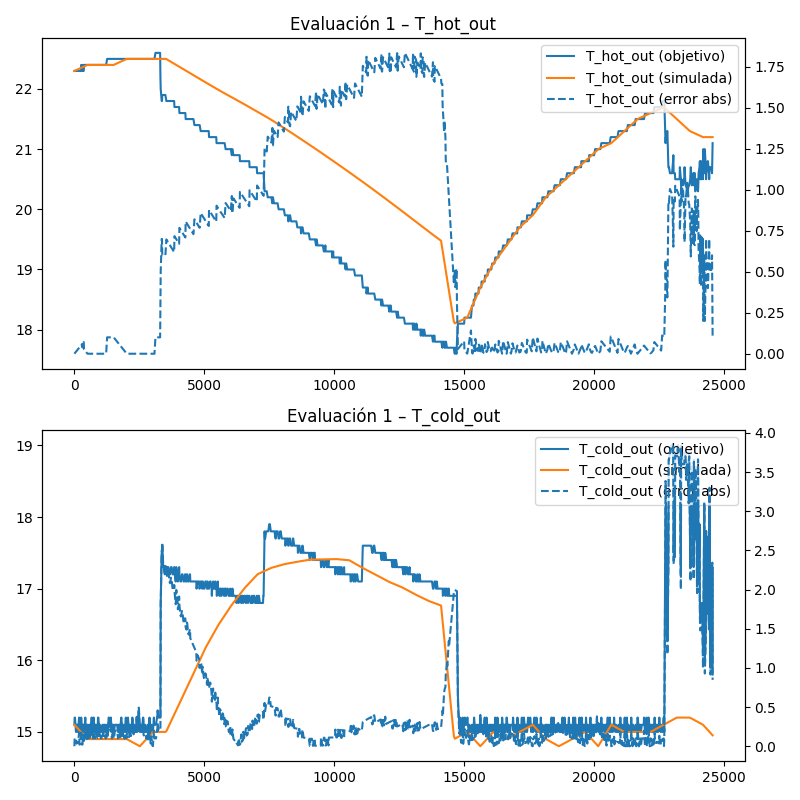 Evaluación 1 – T_hot_out
T_hot_out (objetivo)
T_hot_out (simulada)
T_hot_out (error abs)
22
21
20
19
18
1.75
1.50
1.25
1.00
0.75
0.50
0.25
0.00
0 5000 10000 15000 20000 25000
Evaluación 1 – T_cold_out
T_cold_out (objetivo)
T_cold_out (simulada)
T_cold_out (error abs)
19
18
17
16
15
4.0
3.5
3.0
2.5
2.0
1.5
1.0
0.5
0.0
0 5000 10000 15000 20000 25000